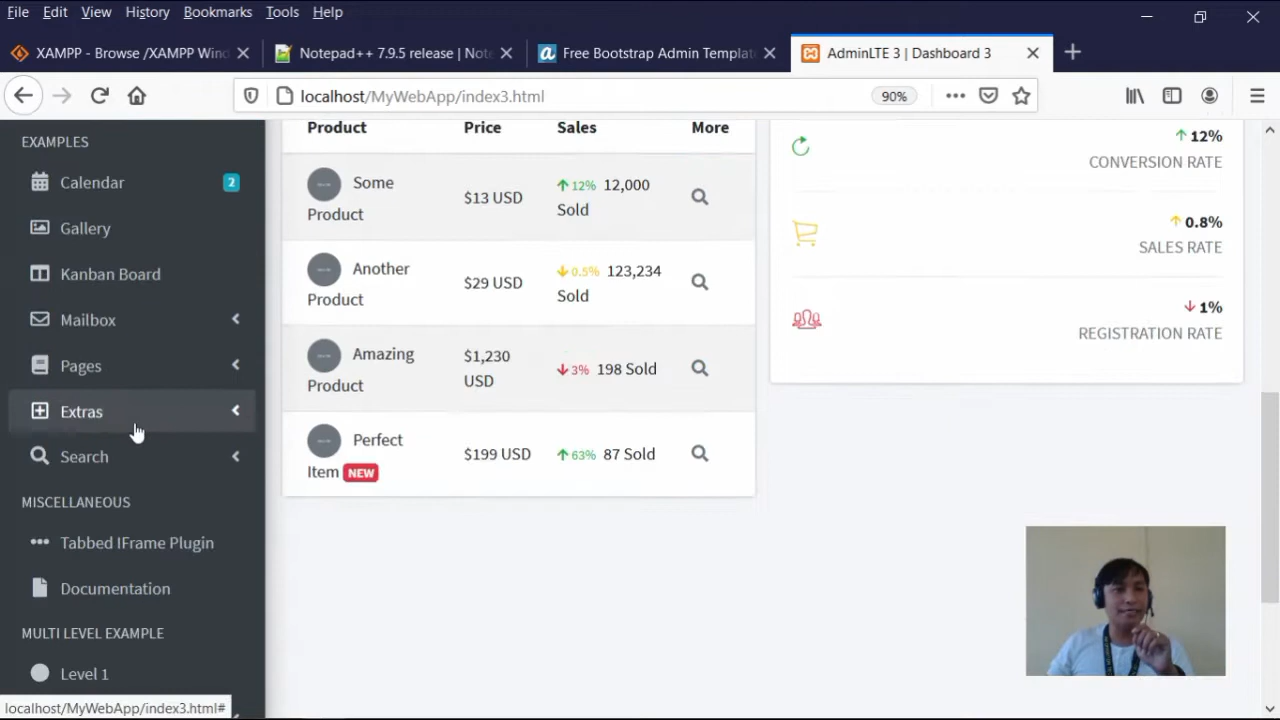 File Edit View History Bookmarks Tools Help
XAMPP - Browse /XAMPP Wind
Notepad++ 7.9.5 release | Note
Free Bootstrap Admin Template
AdminLTE 3 | Dashboard 3
localhost/MyWebApp/index3.html
90%
EXAMPLES
Calendar 2
Gallery
Kanban Board
Mailbox
Pages
Extras
Search
MISCELLANEOUS
Tabbed IFrame Plugin
Documentation
MULTI LEVEL EXAMPLE
Level 1
localhost/MyWebApp/index3.html#
Product Price Sales More
Some
Product
$13 USD
12% 12,000
Sold
Another
Product
$29 USD
0.5% 123,234
Sold
Amazing
Product
$1,230
USD
3% 198 Sold
Perfect
Item NEW
$199 USD
63% 87 Sold
12%
CONVERSION RATE
0.8%
SALES RATE
1%
REGISTRATION RATE